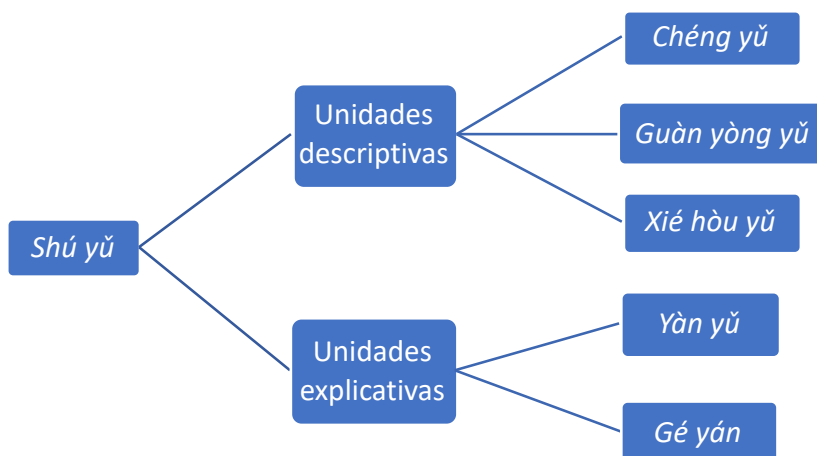 Shú yǔ
Unidades
descriptivas
Chéng yǔ
Guàn yòng yǔ
Xié hòu yǔ
Unidades
explicativas
Yàn yǔ
Gé yán